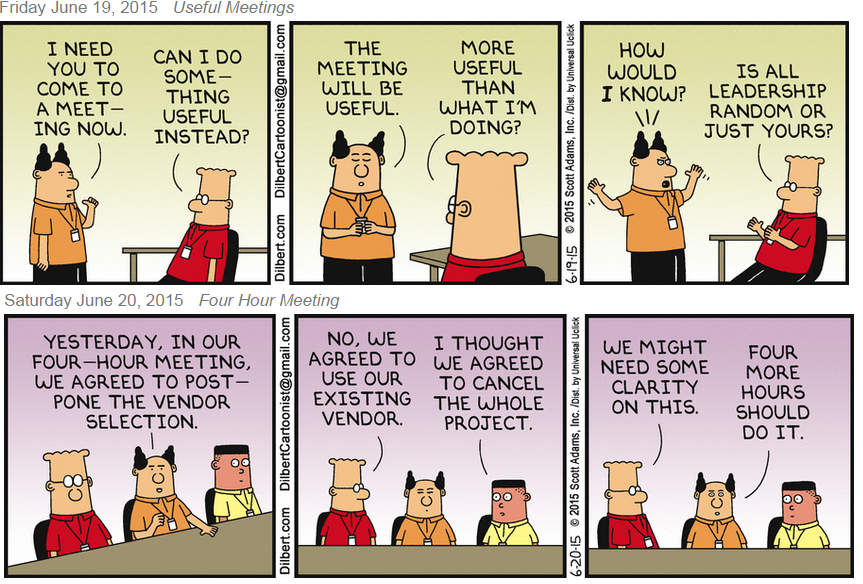 Friday June 19, 2015 Useful Meetings
I NEED
YOU TO
COME TO
A MEET–
ING NOW.
CAN I DO
SOME–
THING
USEFUL
INSTEAD?
Dilbert.com DilbertCartoonist@gmail.com
THE
MEETING
WILL BE
USEFUL.
MORE
USEFUL
THAN
WHAT I'M
DOING?
6-19-15 © 2015 Scott Adams, Inc. /Dist. by Universal Uclick
HOW
WOULD
I KNOW?
IS ALL
LEADERSHIP
RANDOM OR
JUST YOURS?
Saturday June 20, 2015 Four Hour Meeting
YESTERDAY, IN OUR
FOUR–HOUR MEETING,
WE AGREED TO POST–
PONE THE VENDOR
SELECTION.
Dilbert.com DilbertCartoonist@gmail.com
NO, WE
AGREED TO
USE OUR
EXISTING
VENDOR.
I THOUGHT
WE AGREED
TO CANCEL
THE WHOLE
PROJECT.
6-20-15 © 2015 Scott Adams, Inc. /Dist. by Universal Uclick
WE MIGHT
NEED SOME
CLARITY
ON THIS.
FOUR
MORE
HOURS
SHOULD
DO IT.